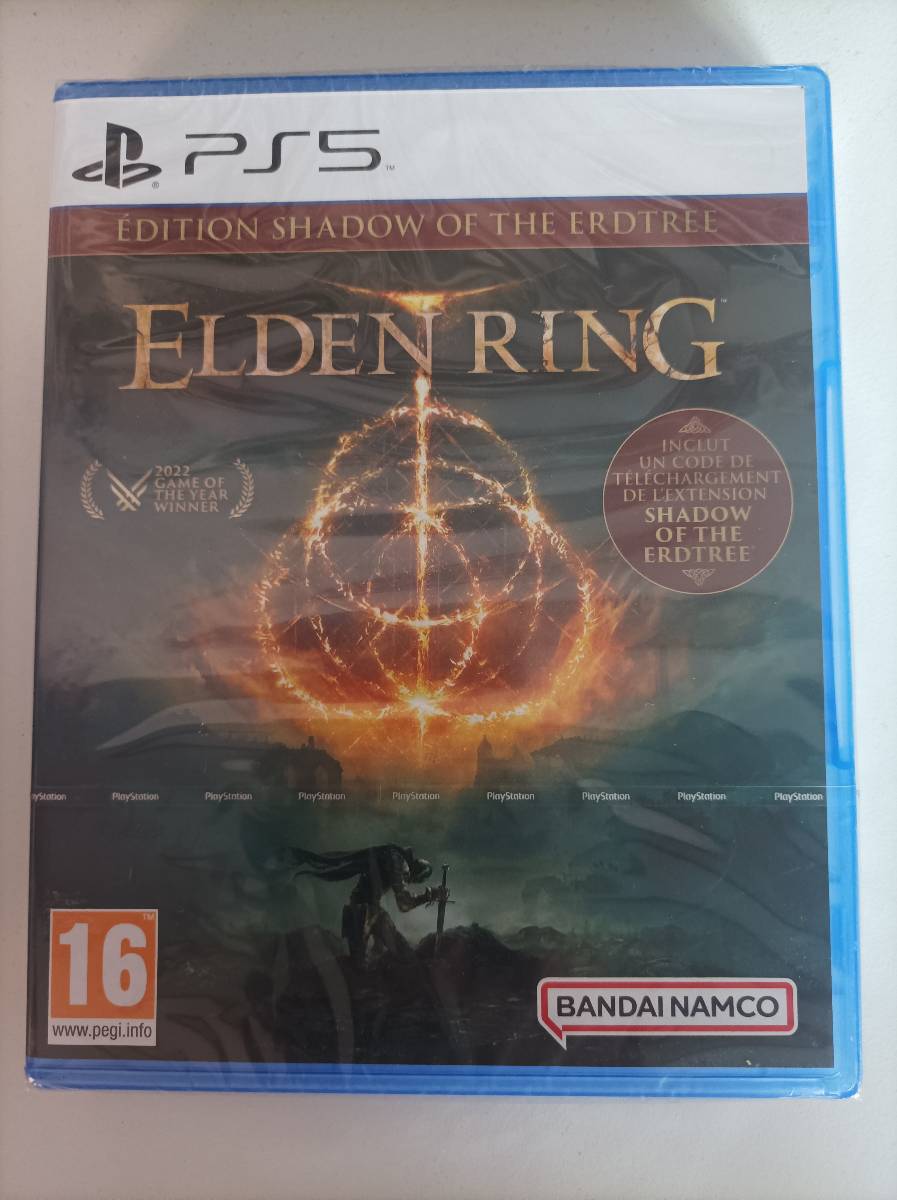 PS5
ÉDITION SHADOW OF THE ERDTREE
ELDEN RING
2022
GAME OF
THE YEAR
WINNER
INCLUT
UN CODE DE
TÉLÉCHARGEMENT
DE L'EXTENSION
SHADOW
OF THE
ERDTREE
PlayStation PlayStation PlayStation PlayStation PlayStation PlayStation PlayStation PlayStation PlayStation
16
www.pegi.info
BANDAI NAMCO